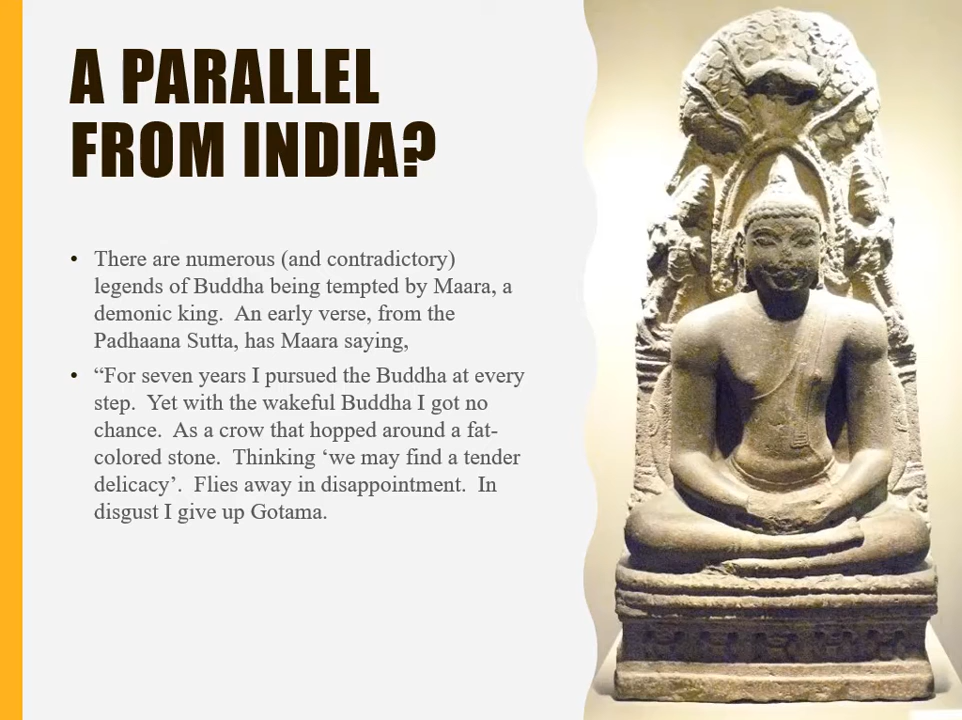 A PARALLEL
FROM INDIA?
• There are numerous (and contradictory)
legends of Buddha being tempted by Maara, a
demonic king.  An early verse, from the
Padhaana Sutta, has Maara saying,
• “For seven years I pursued the Buddha at every
step.  Yet with the wakeful Buddha I got no
chance.  As a crow that hopped around a fat-
colored stone.  Thinking ‘we may find a tender
delicacy’.  Flies away in disappointment.  In
disgust I give up Gotama.